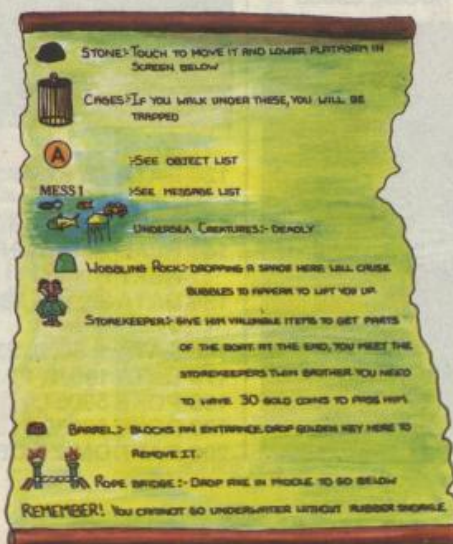 STONE:- TOUCH TO MOVE IT AND LOWER PLATFORM IN
SCREEN BELOW
CAGES:- IF YOU WALK UNDER THESE, YOU WILL BE
TRAPPED
A
:-SEE OBJECT LIST
MESS 1 :-SEE MESSAGE LIST
UNDERSEA CREATURES:- DEADLY
WOBBLING ROCK:- DROPPING A SPADE HERE WILL CAUSE
BUBBLES TO APPEAR TO LIFT YOU UP.
STOREKEEPER:- GIVE HIM VALUABLE ITEMS TO GET PARTS
OF THE BOAT. AT THE END, YOU MEET THE
STOREKEEPERS TWIN BROTHER YOU NEED
TO HAVE 30 GOLD COINS TO PASS HIM.
BARREL:- BLOCKS AN ENTRANCE. DROP GOLDEN KEY HERE TO
REMOVE IT.
ROPE BRIDGE:- DROP AXE IN MIDDLE TO GO BELOW
REMEMBER! YOU CANNOT GO UNDERWATER WITHOUT RUBBER SNORKLE.